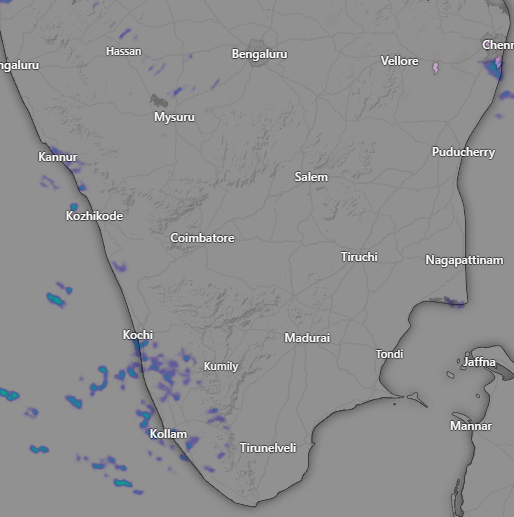 Hassan
Bengaluru
Chenn
ngaluru
Vellore
Mysuru
Kannur
Puducherry
Salem
Kozhikode
Coimbatore
Tiruchi
Nagapattinam
Kochi
Madurai
Tondi
Kumily
Jaffna
Mannar
Kollam
Tirunelveli